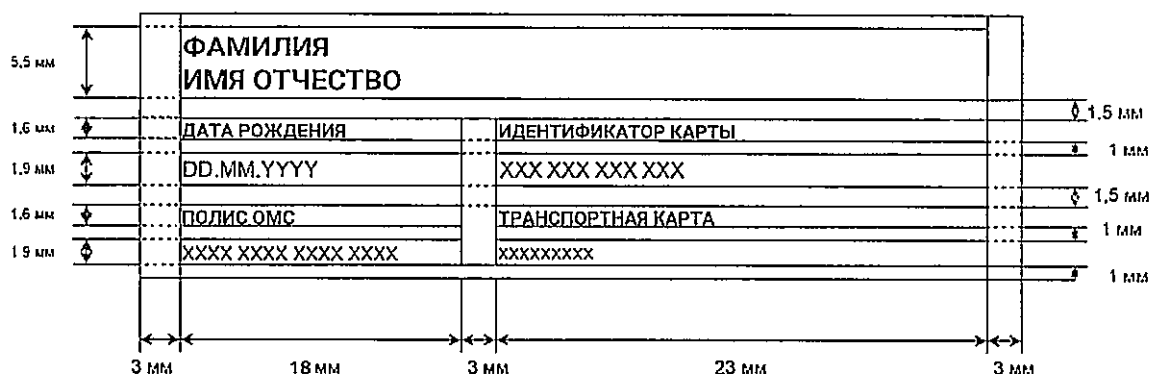 ФАМИЛИЯ
5,5 мм
ИМЯ ОТЧЕСТВО
1,5 мм
1,6 мм
ДАТА РОЖДЕНИЯ
ИДЕНТИФИКАТОР КАРТЫ
1 мм
1,9 мм
DD.MM.YYYY
XXX XXX XXX XXX
1,5 мм
1,6 мм
ПОЛИС ОМС
ТРАНСПОРТНАЯ КАРТА
1 мм
1 9 мм
XXXX XXXX XXXX XXXX
XXXXXXXXX
1 мм
3 мм
18 мм
3 мм
23 мм
3 мм